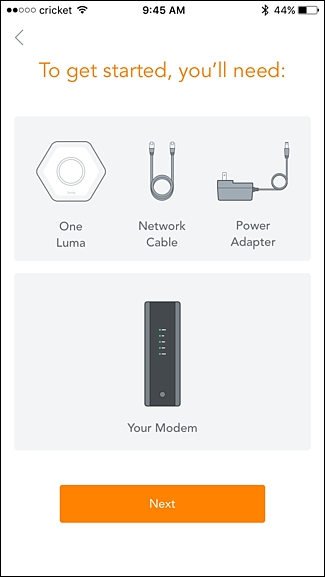 cricket 9:45 AM 44%
To get started, you'll need:
One Luma
Network Cable
Power Adapter
Your Modem
Next